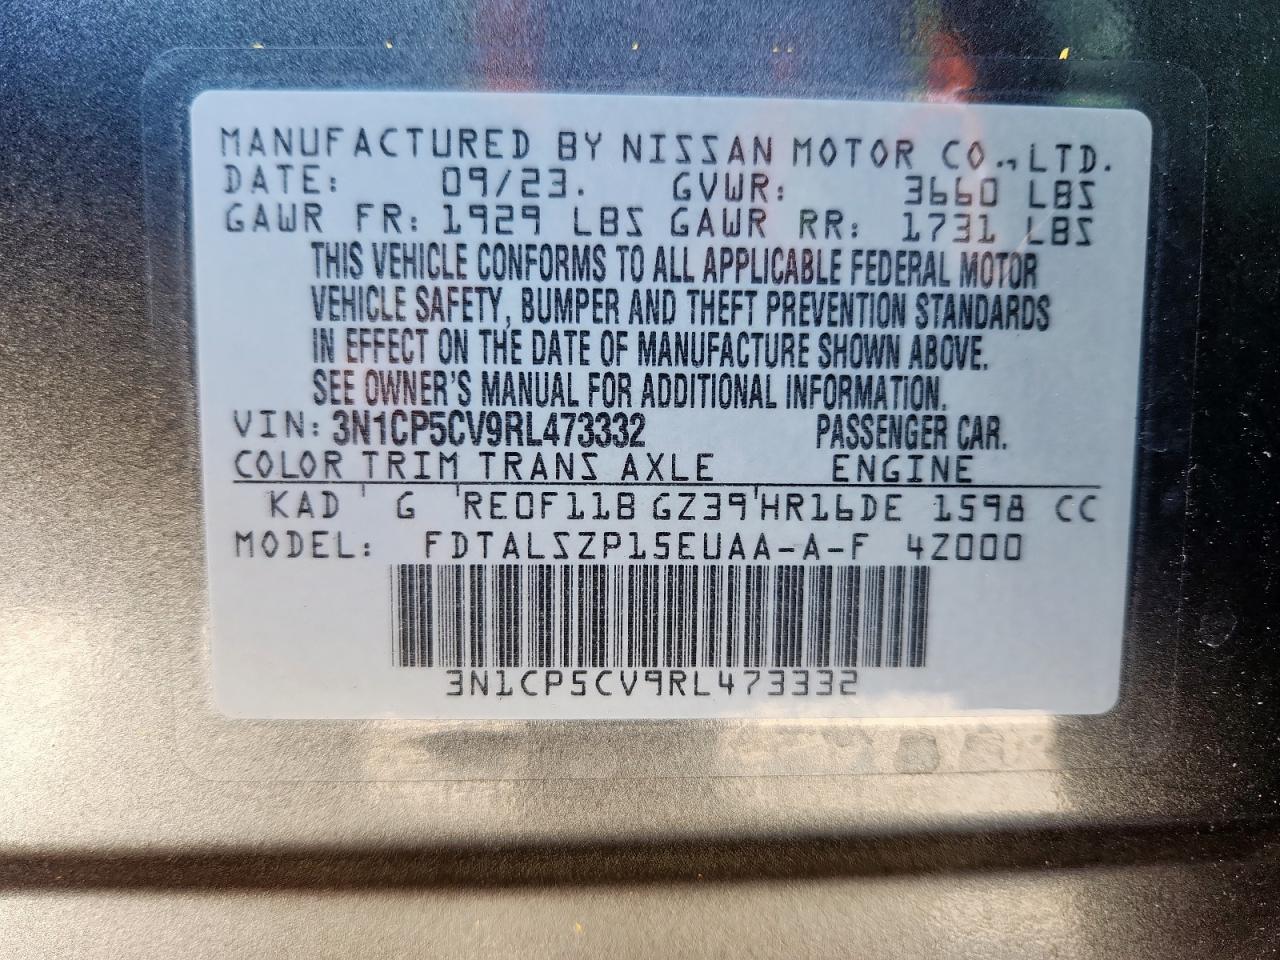 MANUFACTURED BY NISSAN MOTOR CO., LTD.
DATE: 09/23. GVWR: 3660 LBS
GAWR FR: 1929 LBS GAWR RR: 1731 LBS
THIS VEHICLE CONFORMS TO ALL APPLICABLE FEDERAL MOTOR
VEHICLE SAFETY, BUMPER AND THEFT PREVENTION STANDARDS
IN EFFECT ON THE DATE OF MANUFACTURE SHOWN ABOVE.
SEE OWNER'S MANUAL FOR ADDITIONAL INFORMATION.
VIN: 3N1CP5CV9RL473332 PASSENGER CAR.
COLOR TRIM TRANS AXLE ENGINE
KAD G RE0F11B GZ39 HR16DE 1598 CC
MODEL: FDTALSZP15EUAA-A-F 4Z000
3N1CP5CV9RL473332